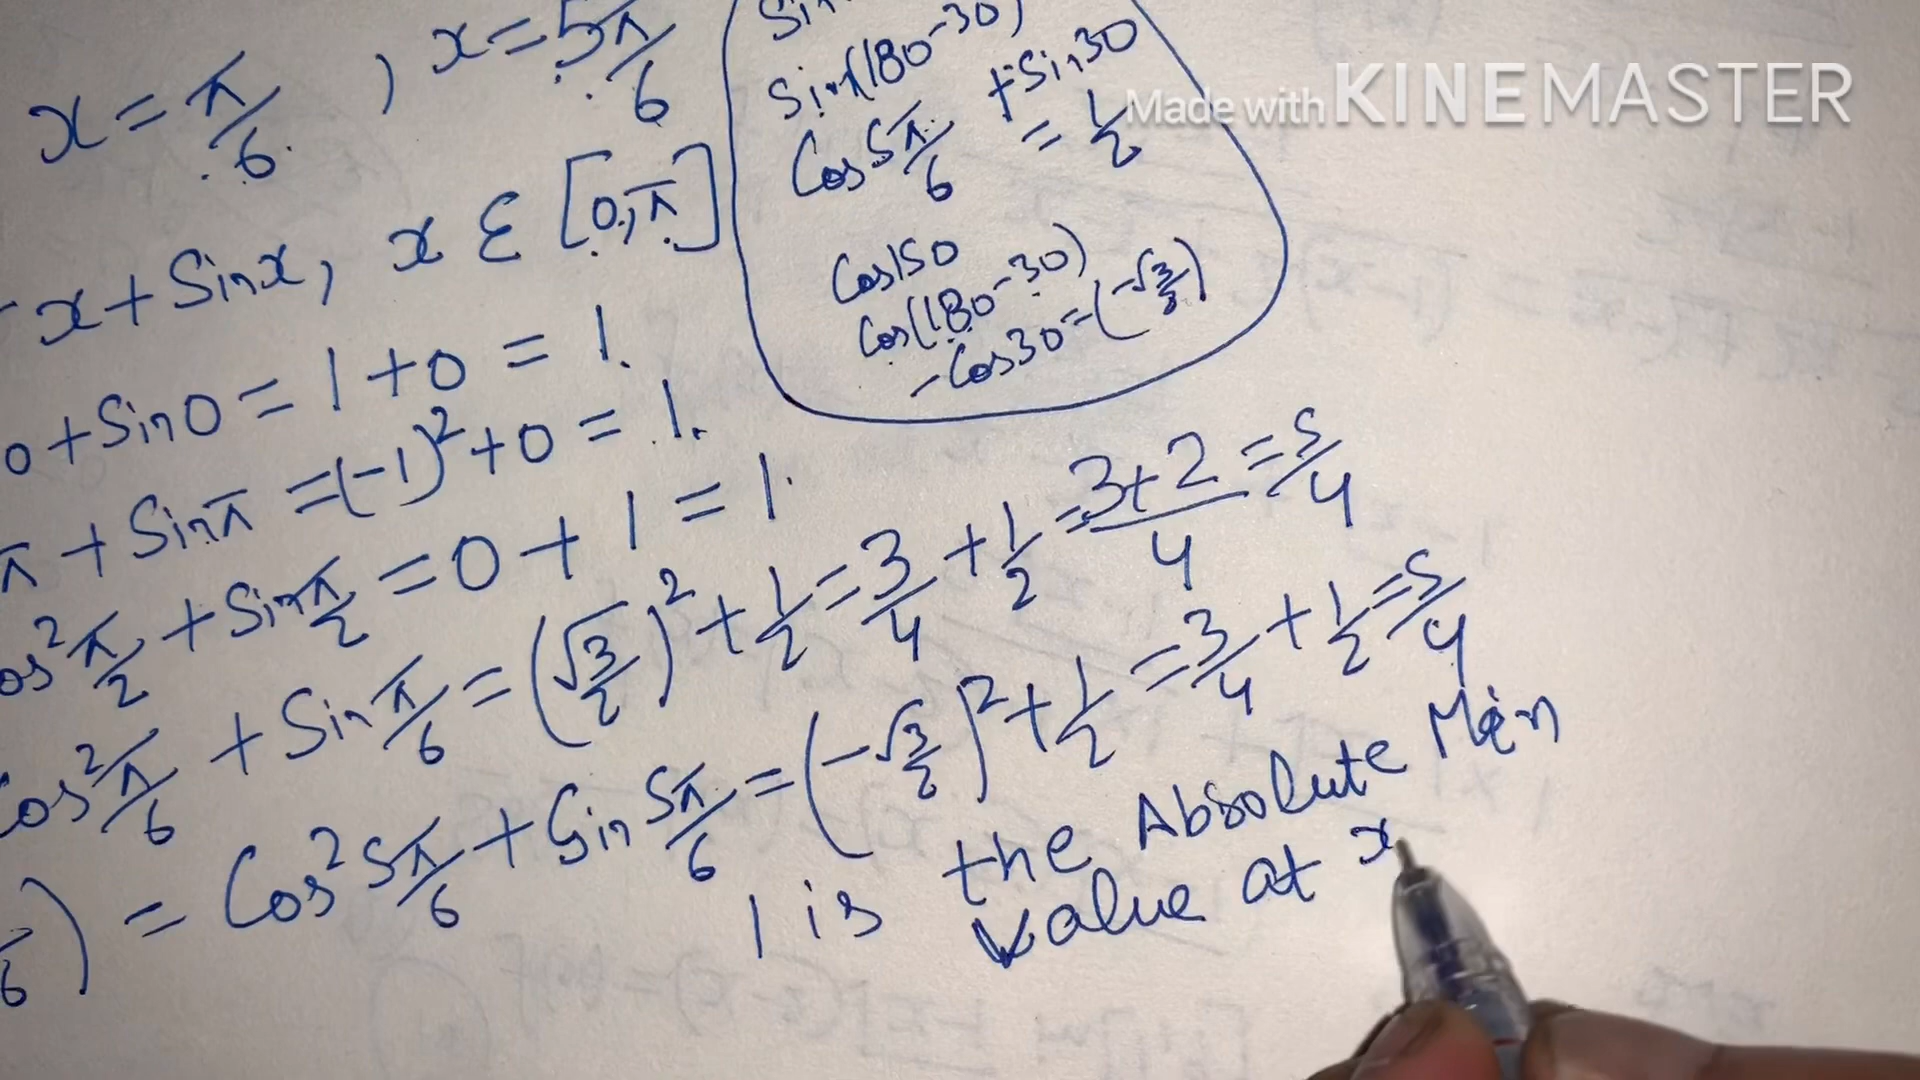 x = π/6 , x = 5π/6
x + Sinx, x ε [0, π]
0 + Sin0 = 1 + 0 = 1.
π + Sinπ = (-1)² + 0 = 1.
os² π/2 + Sin π/2 = 0 + 1 = 1.
Cos² π/6 + Sin π/6 = (√3/2)² + 1/2 = 3/4 + 1/2 = 3+2/4 = 5/4
6) = Cos² 5π/6 + Sin 5π/6 = (-√3/2)² + 1/2 = 3/4 + 1/2 = 5/4
1 is the Absolute Min
Value at x
Sin(180-30)
+Sin30
Cos 5π/6 = 1/2
Cos150
Cos(180-30)
-Cos30 = (-√3/2)
Made with KINEMASTER